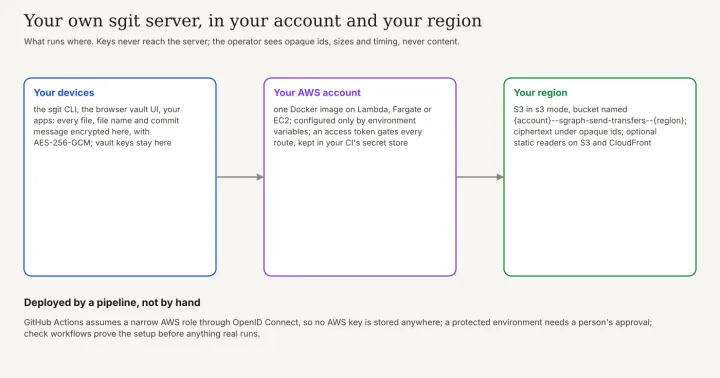 Your own sgit server, in your account and your region
What runs where. Keys never reach the server; the operator sees opaque ids, sizes and timing, never content.
Your devices
the sgit CLI, the browser vault UI, your
apps: every file, file name and commit
message encrypted here, with
AES-256-GCM; vault keys stay here
Your AWS account
one Docker image on Lambda, Fargate or
EC2; configured only by environment
variables; an access token gates every
route, kept in your CI's secret store
Your region
S3 in s3 mode, bucket named
{account}--sgraph-send-transfers--{region};
ciphertext under opaque ids; optional
static readers on S3 and CloudFront
Deployed by a pipeline, not by hand
GitHub Actions assumes a narrow AWS role through OpenID Connect, so no AWS key is stored anywhere; a protected environment needs a person's approval;
check workflows prove the setup before anything real runs.